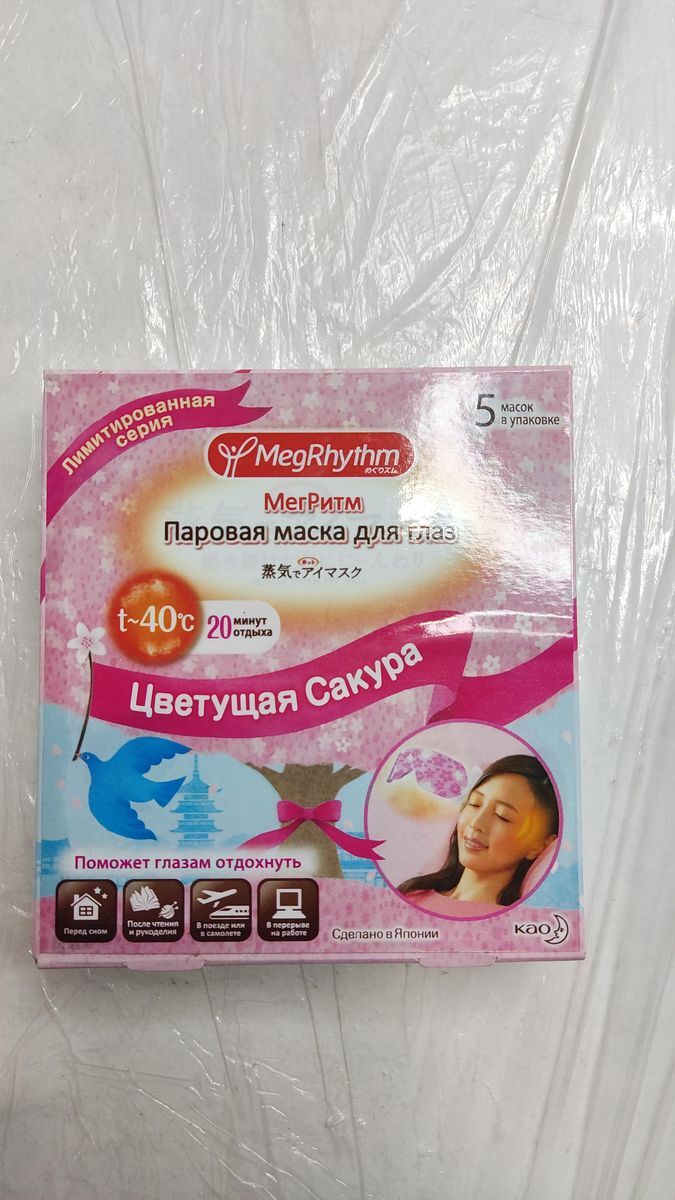 Лимитированная
серия
5 масок
в упаковке
MegRhythm
めぐりズム
МегРитм
Паровая маска для глаз
蒸気でアイマスク
ホット
t~40°C
20 минут
отдыха
Цветущая Сакура
Поможет глазам отдохнуть
Перед сном
После чтения
и рукоделия
В поезде или
в самолете
В перерыве
на работе
Сделано в Японии
Kao